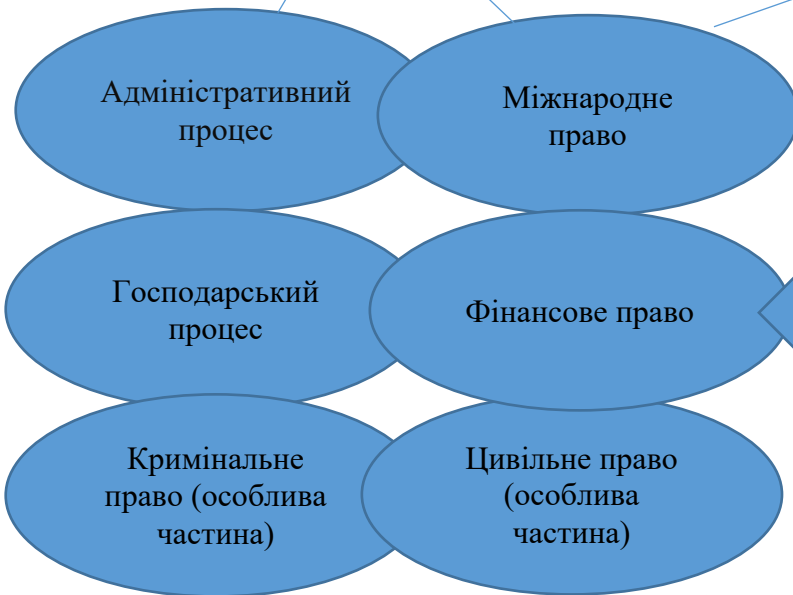 Адміністративний
процес
Міжнародне
право
Господарський
процес
Фінансове право
Кримінальне
право (особлива
частина)
Цивільне право
(особлива
частина)